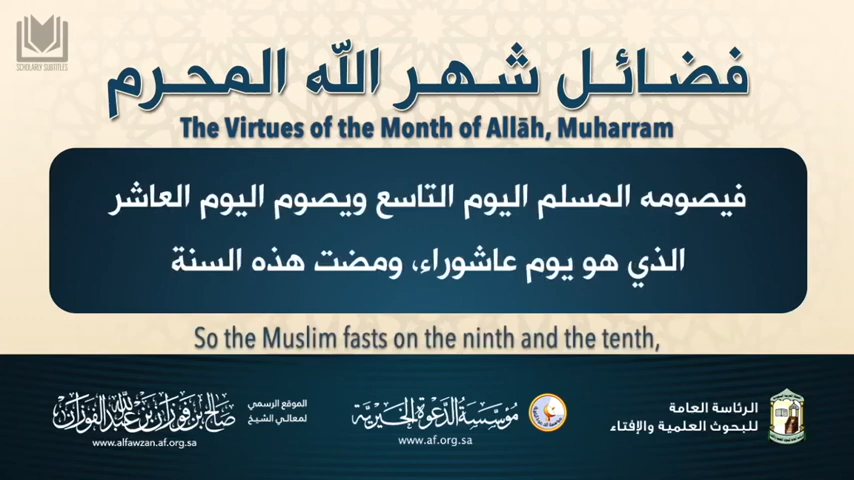 SCHOLARLY SUBTITLES
فضائل شهر الله المحرم
The Virtues of the Month of Allāh, Muharram
فيصومه المسلم اليوم التاسع ويصوم اليوم العاشر
الذي هو يوم عاشوراء، ومضت هذه السنة
So the Muslim fasts on the ninth and the tenth,
الرئاسة العامة
للبحوث العلمية والإفتاء
مؤسسة الدعوة الخيرية
www.af.org.sa
الموقع الرسمي
لمعالي الشيخ
صالح بن فوزان بن عبد الله الفوزان
www.alfawzan.af.org.sa